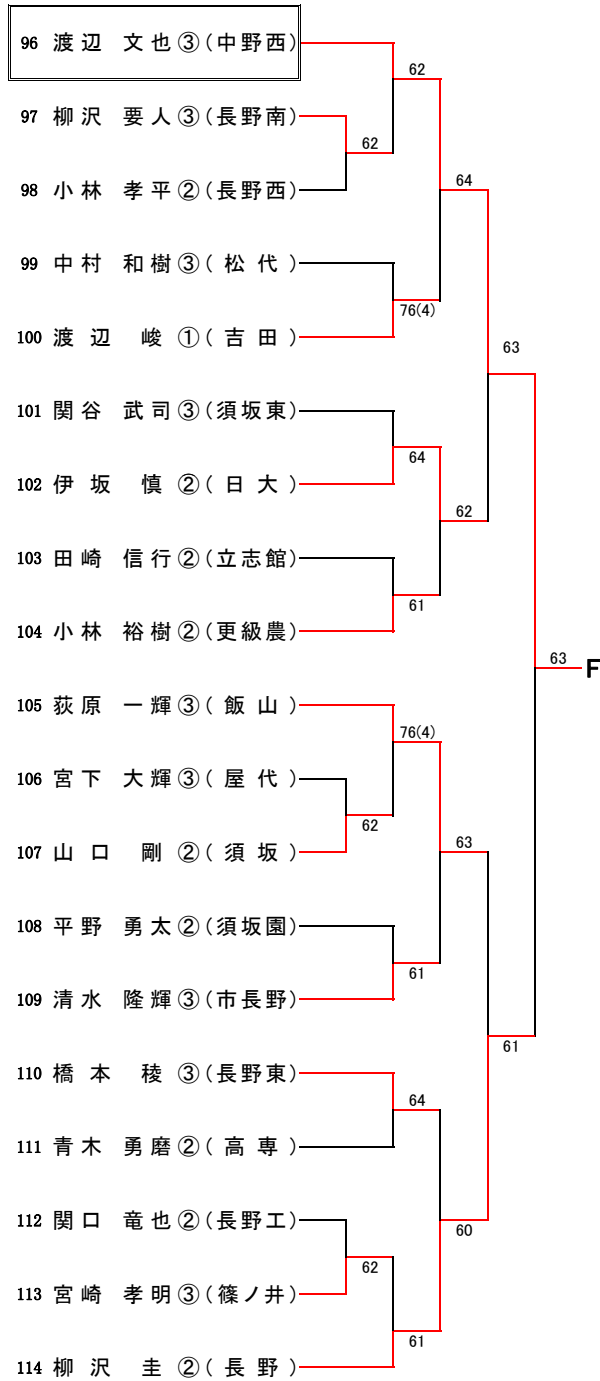 96 渡辺 文也③(中野西)
62
97 柳沢 要人③(長野南)
62
98 小林 孝平②(長野西)
64
99 中村 和樹③(松代)
76(4)
100 渡辺 峻①(吉田)
63
101 関谷 武司③(須坂東)
64
102 伊坂 慎②(日大)
62
103 田崎 信行②(立志館)
61
104 小林 裕樹②(更級農)
63 F
105 荻原 一輝③(飯山)
76(4)
106 宮下 大輝③(屋代)
62
107 山口 剛②(須坂)
63
108 平野 勇太②(須坂園)
61
109 清水 隆輝③(市長野)
61
110 橋本 稜③(長野東)
64
111 青木 勇磨②(高専)
112 関口 竜也②(長野工)
60
62
113 宮崎 孝明③(篠ノ井)
61
114 柳沢 圭②(長野)